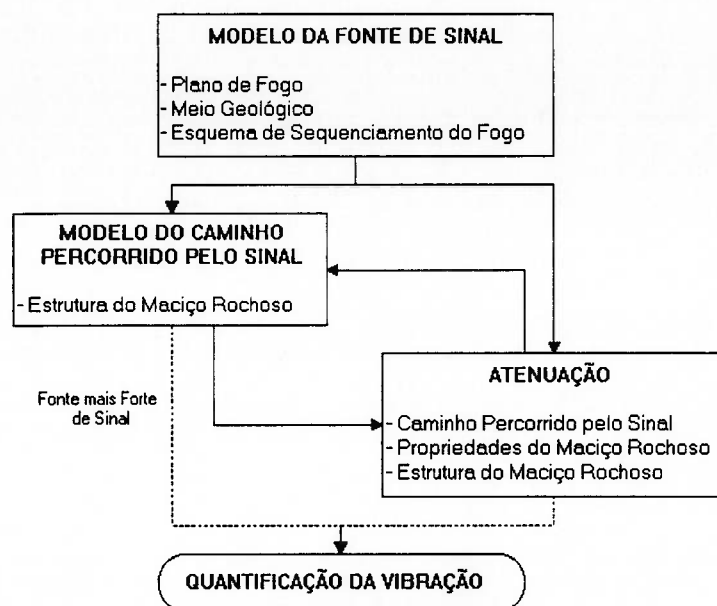 MODELO DA FONTE DE SINAL
- Plano de Fogo
- Meio Geológico
- Esquema de Sequenciamento do Fogo
MODELO DO CAMINHO
PERCORRIDO PELO SINAL
- Estrutura do Maciço Rochoso
Fonte mais Forte
de Sinal
ATENUAÇÃO
- Caminho Percorrido pelo Sinal
- Propriedades do Maciço Rochoso
- Estrutura do Maciço Rochoso
QUANTIFICAÇÃO DA VIBRAÇÃO